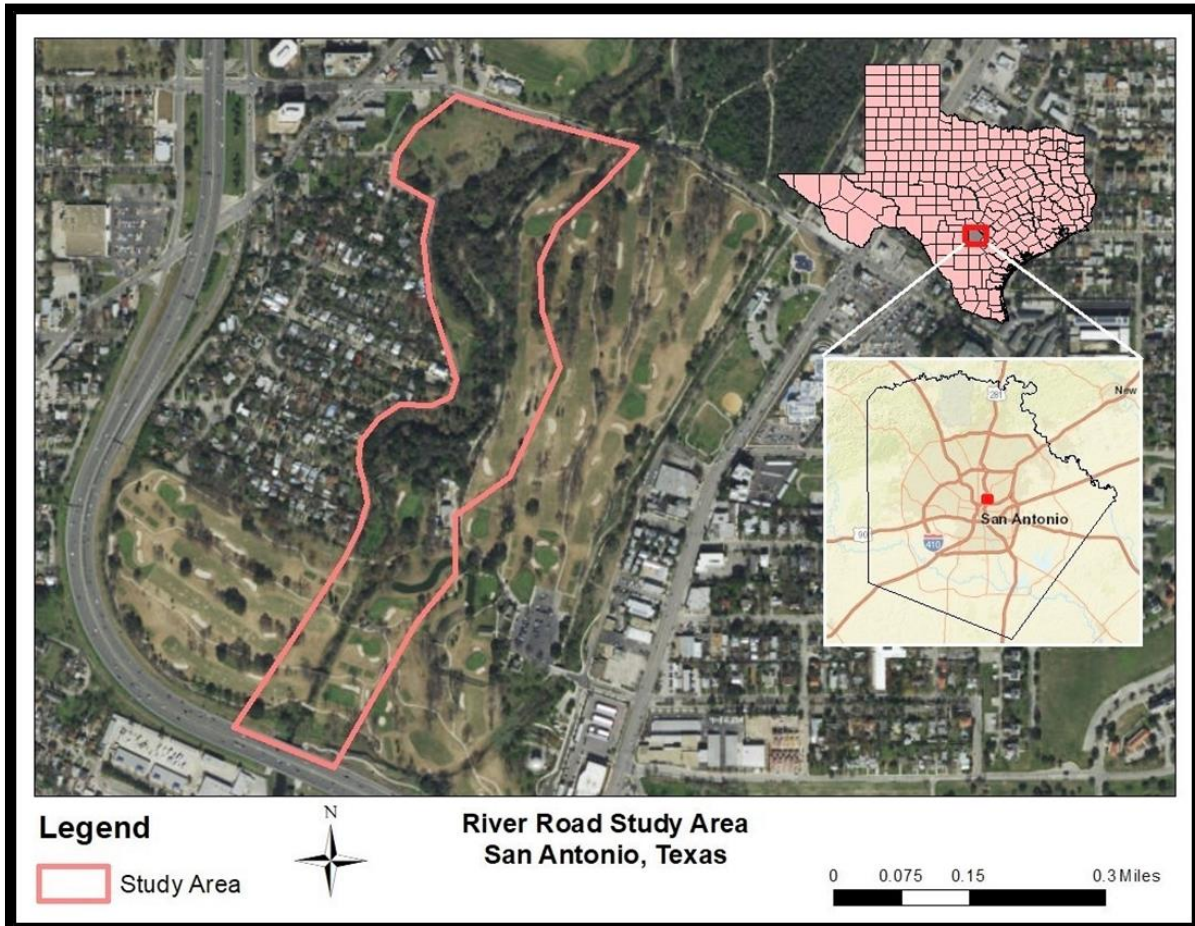 281
New
San Antonio
90
410
Legend
Study Area
N
River Road Study Area
San Antonio, Texas
0 0.075 0.15 0.3 Miles